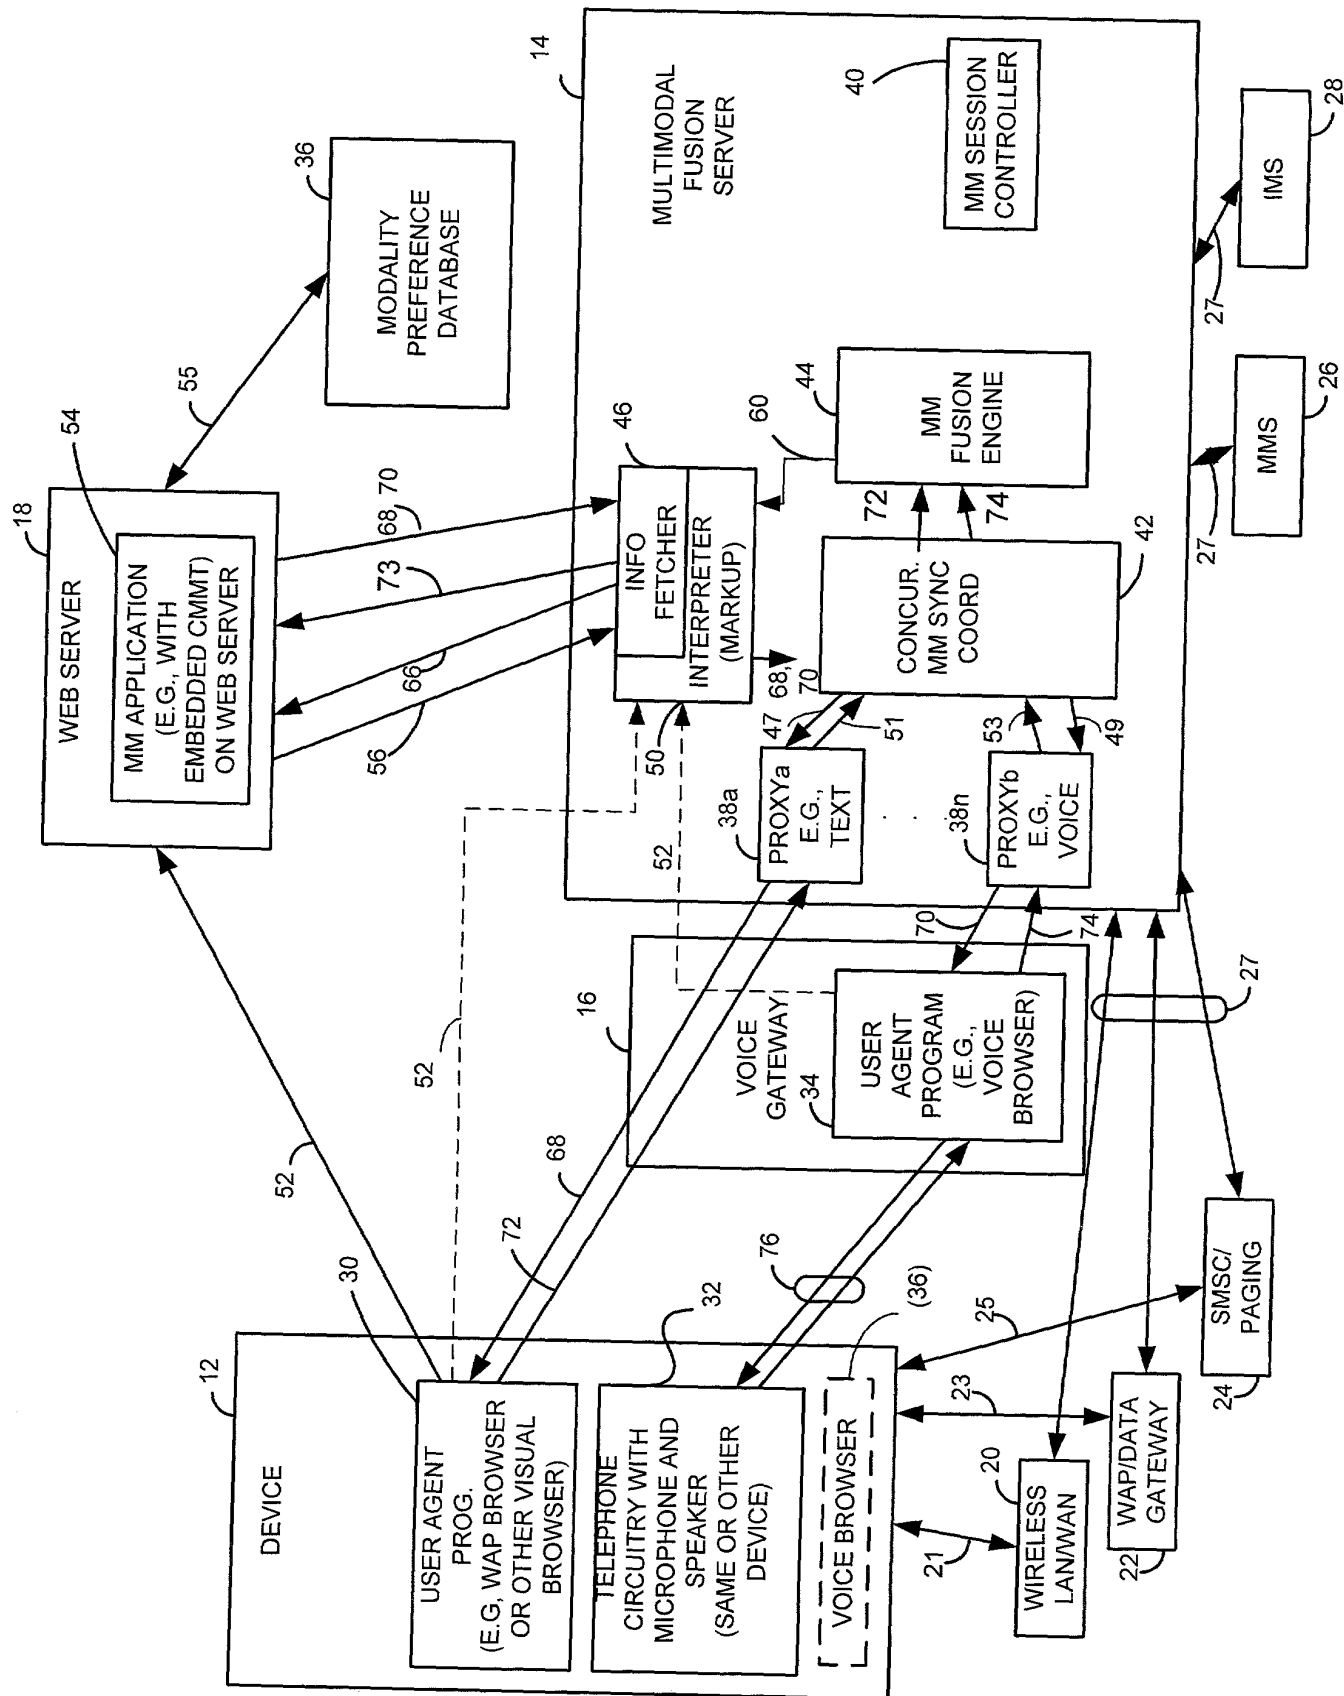 18
WEB SERVER
54
MM APPLICATION
(E.G., WITH
EMBEDDED CMMT)
ON WEB SERVER
55
36
MODALITY
PREFERENCE
DATABASE
52
56
66
73
68, 70
12
DEVICE
30
USER AGENT
PROG.
(E.G, WAP BROWSER
OR OTHER VISUAL
BROWSER)
32
TELEPHONE
CIRCUITRY WITH
MICROPHONE AND
SPEAKER
(SAME OR OTHER
DEVICE)
VOICE BROWSER
(36)
52
68
72
76
16
VOICE
GATEWAY
34
USER
AGENT
PROGRAM
(E.G.,
VOICE
BROWSER)
52
70
74
14
MULTIMODAL
FUSION
SERVER
46
INFO
FETCHER
INTERPRETER
(MARKUP)
50
60
68,
70
38a
PROXYa
E.G.,
TEXT
38n
PROXYb
E.G.,
VOICE
47
51
53
49
CONCUR.
MM SYNC
COORD
42
72
74
44
MM
FUSION
ENGINE
40
MM SESSION
CONTROLLER
21
20
WIRELESS
LAN/WAN
23
22
WAP/DATA
GATEWAY
25
24
SMSC/
PAGING
27
27
26
MMS
27
28
IMS